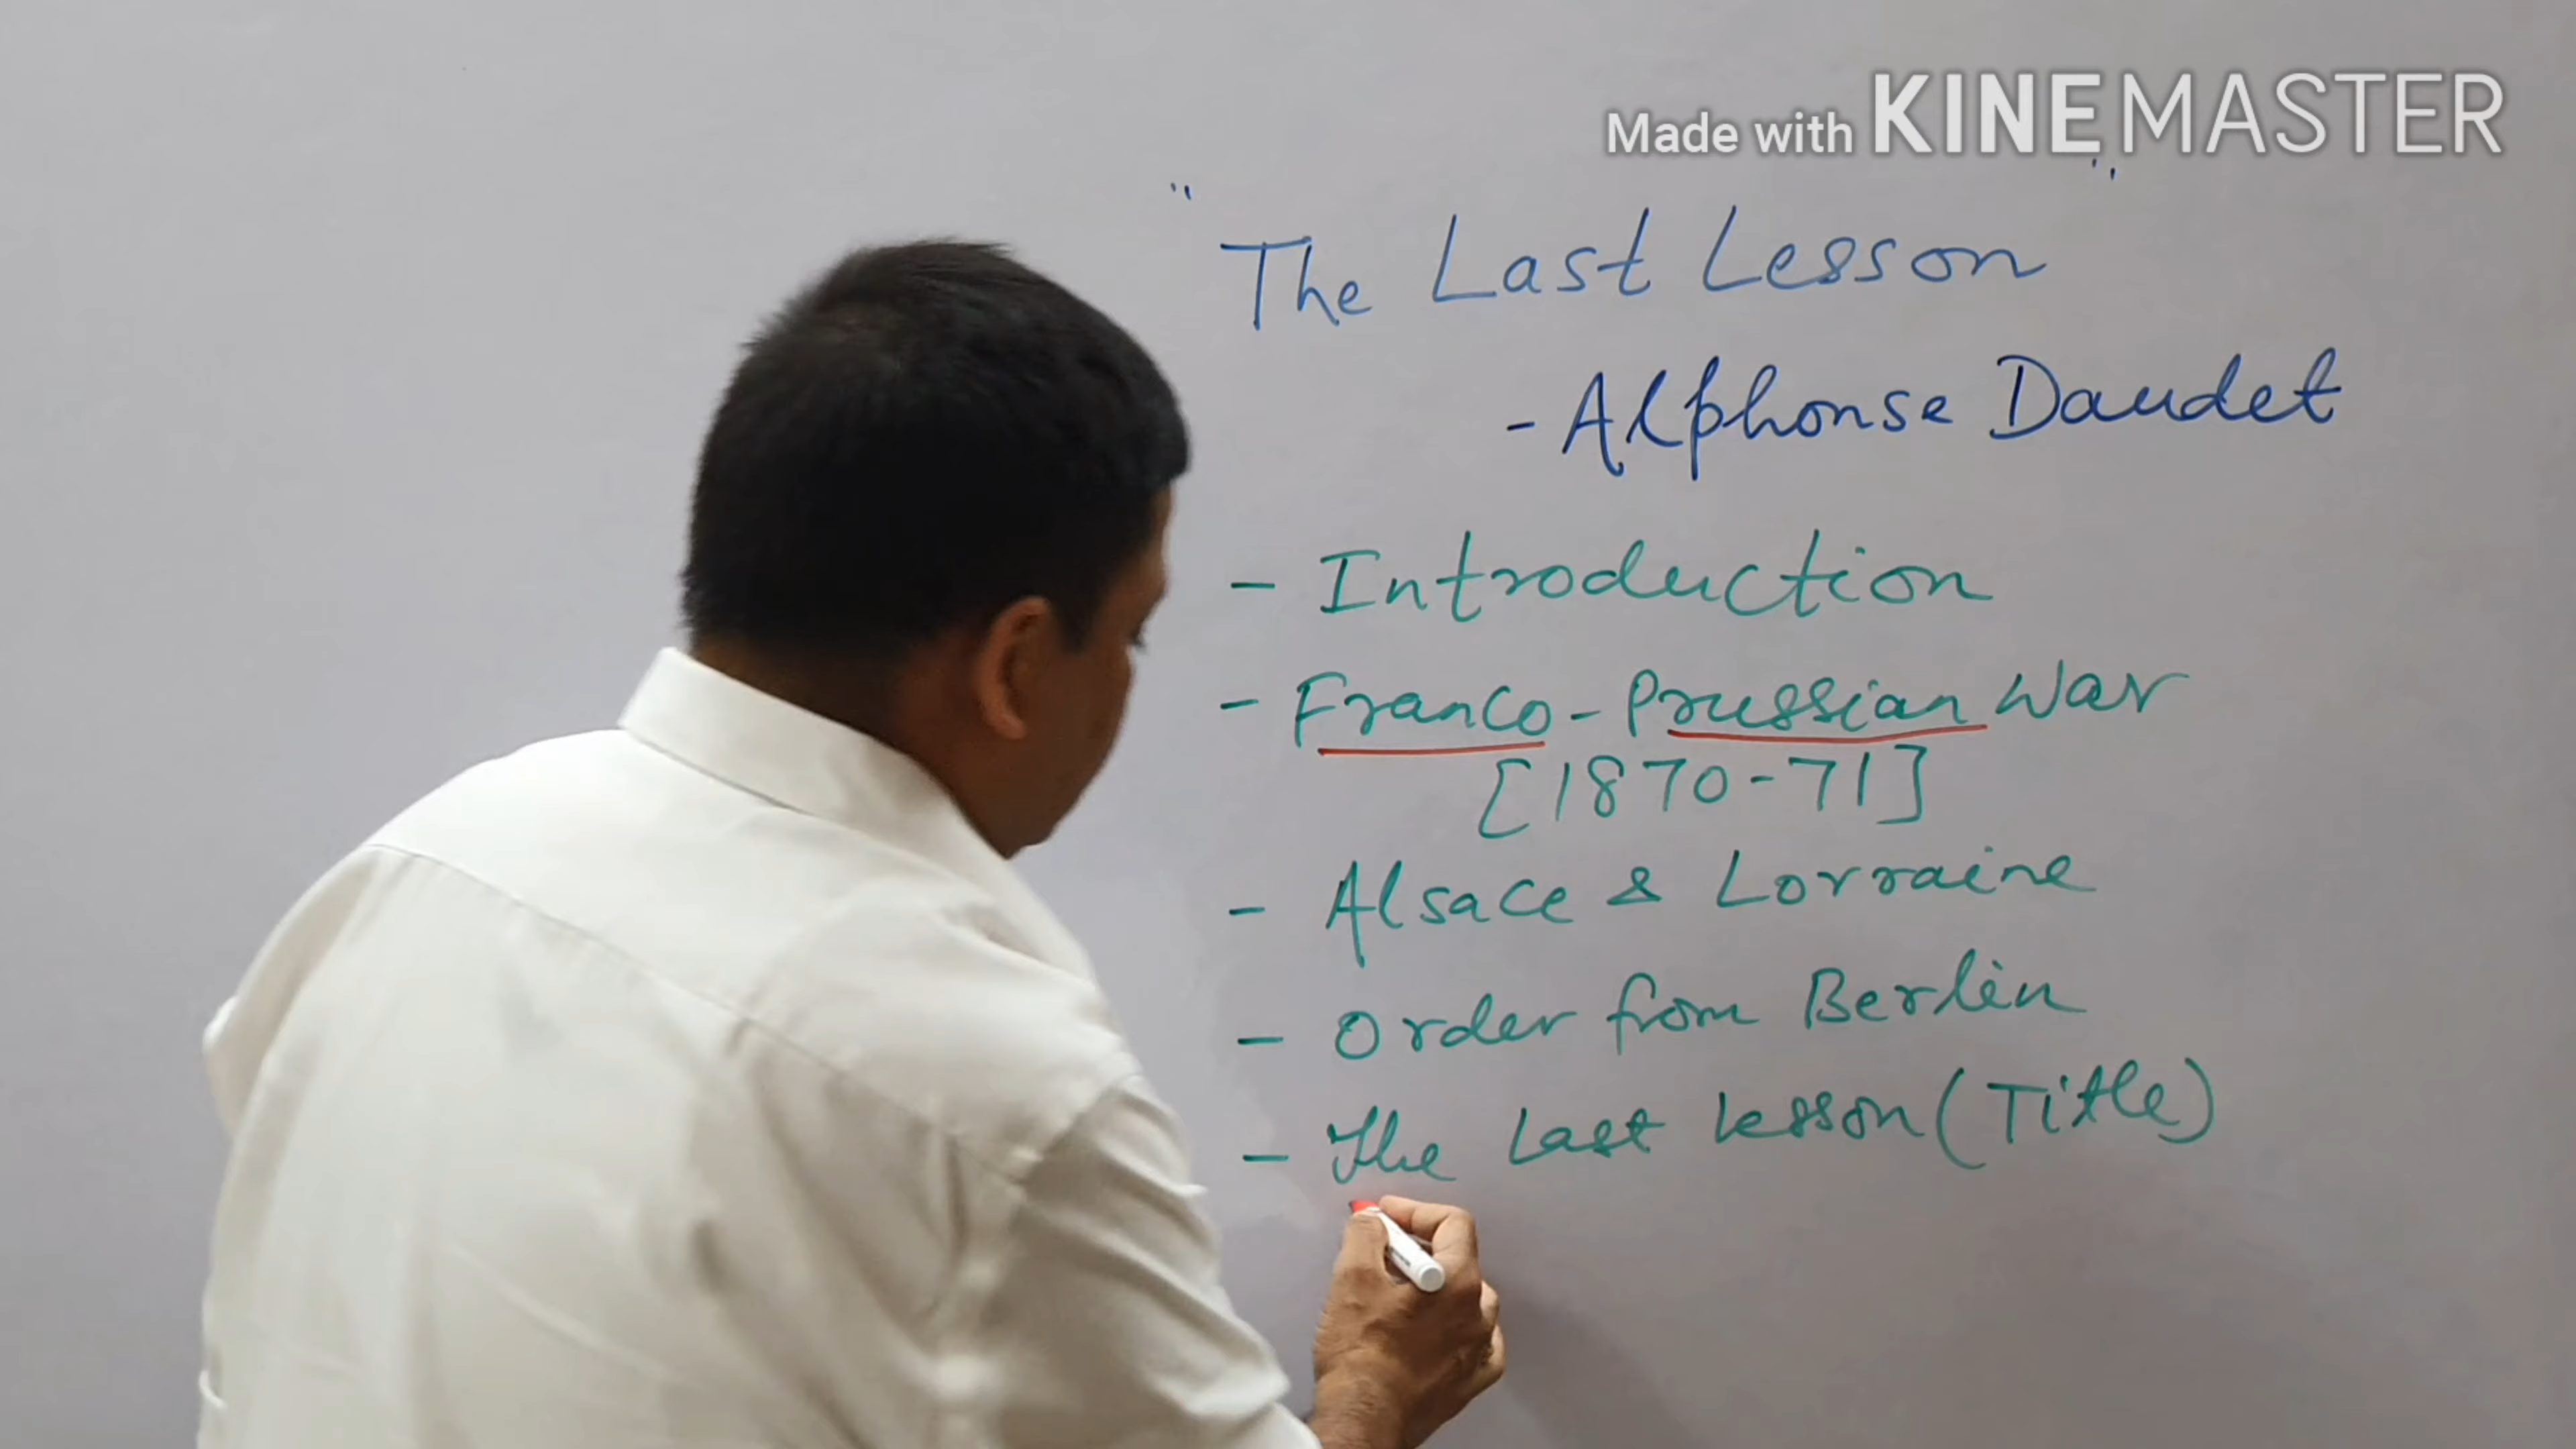 Made with KINEMASTER
"The Last Lesson"
- Alphonse Daudet
- Introduction
- Franco-Prussian War
[1870-71]
- Alsace & Lorraine
- Order from Berlin
- The Last lesson (Title)